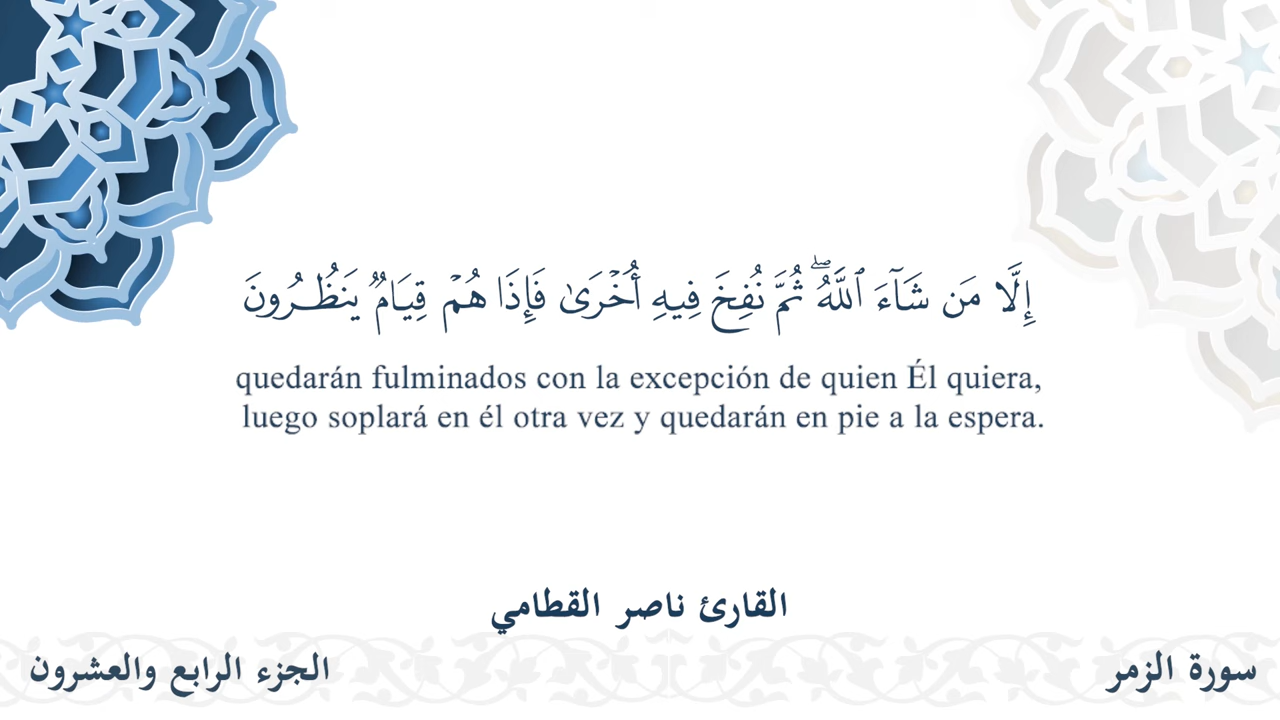 إِلَّا مَن شَآءَ ٱللَّهُ ۖ ثُمَّ نُفِخَ فِيهِ أُخْرَىٰ فَإِذَا هُمْ قِيَامٌ يَنظُرُونَ
quedarán fulminados con la excepción de quien Él quiera,
luego soplará en él otra vez y quedarán en pie a la espera.
القارئ ناصر القطامي
سورة الزمر
الجزء الرابع والعشرون